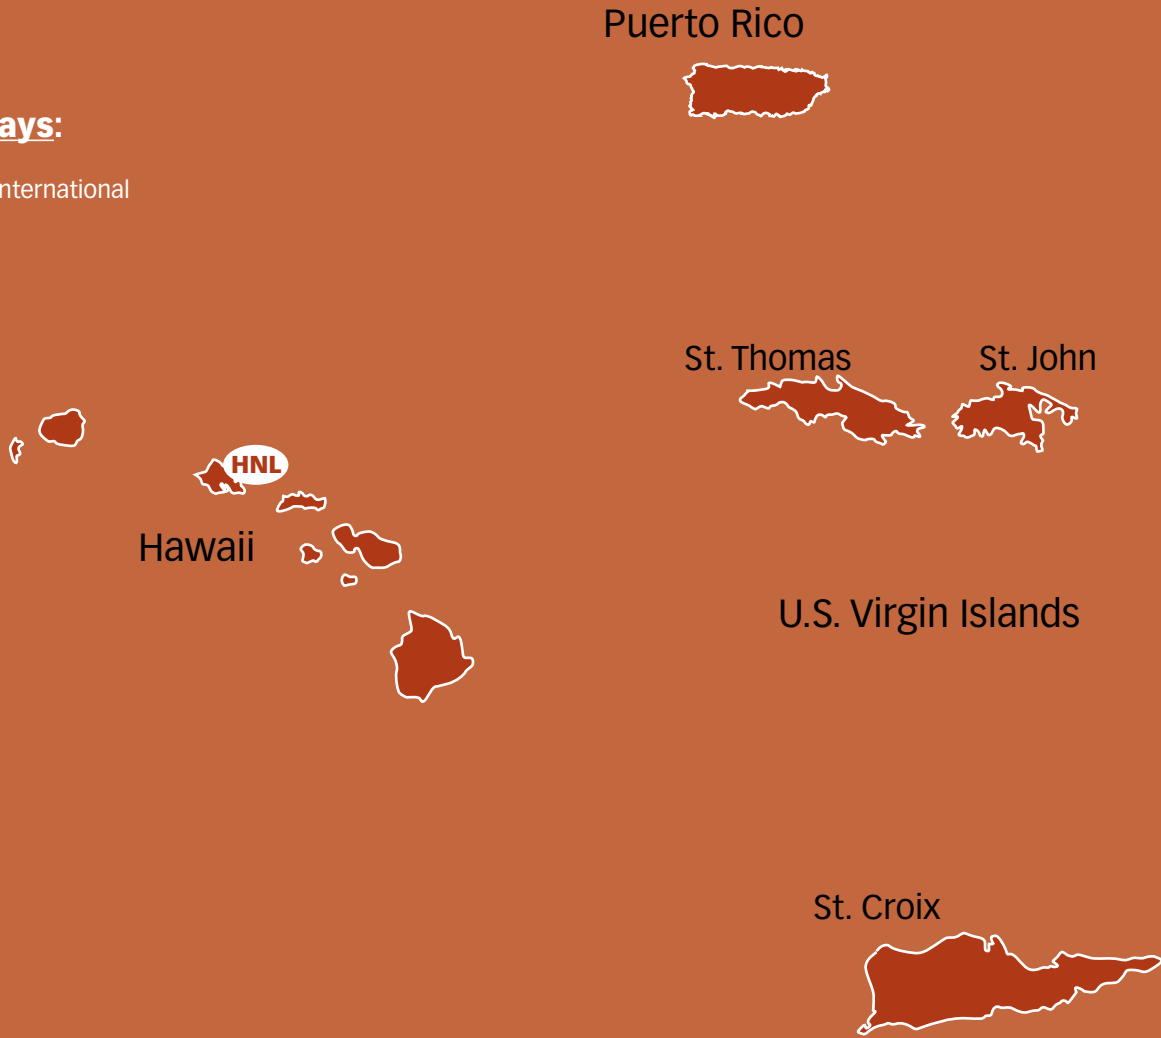 Puerto Rico
ays:
nternational
St. Thomas
St. John
HNL
Hawaii
U.S. Virgin Islands
St. Croix